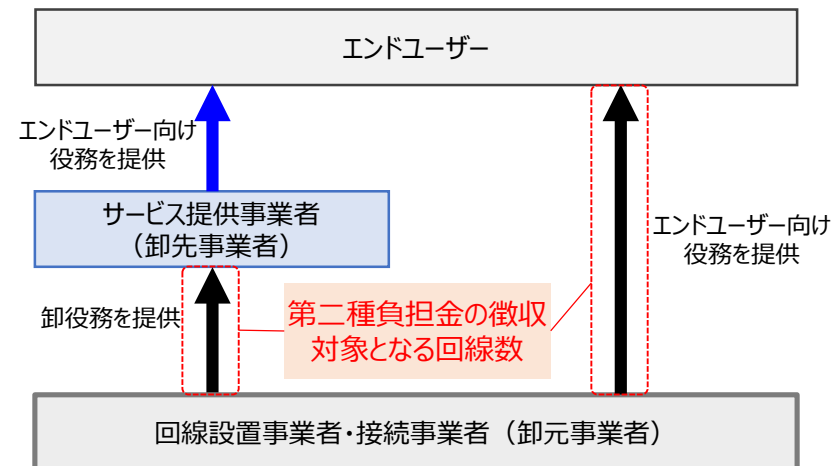 エンドユーザー
エンドユーザー向け
役務を提供
サービス提供事業者
（卸先事業者）
エンドユーザー向け
役務を提供
卸役務を提供
第二種負担金の徴収
対象となる回線数
回線設置事業者・接続事業者（卸元事業者）